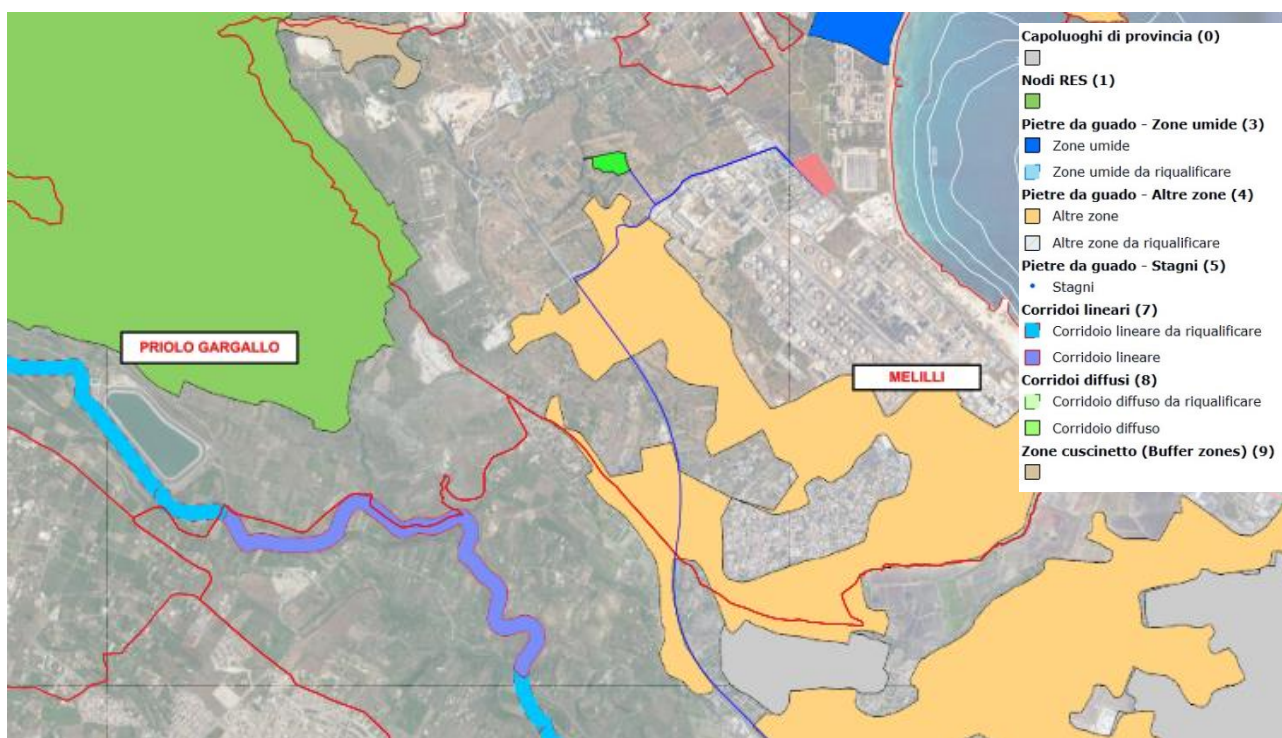 Capoluoghi di provincia (0)
Nodi RES (1)
Pietre da guado - Zone umide (3)
Zone umide
Zone umide da riqualificare
Pietre da guado - Altre zone (4)
Altre zone
Altre zone da riqualificare
Pietre da guado - Stagni (5)
Stagni
Corridoi lineari (7)
Corridoio lineare da riqualificare
Corridoio lineare
Corridoi diffusi (8)
Corridoio diffuso da riqualificare
Corridoio diffuso
Zone cuscinetto (Buffer zones) (9)
PRIOLO GARGALLO
MELILLI